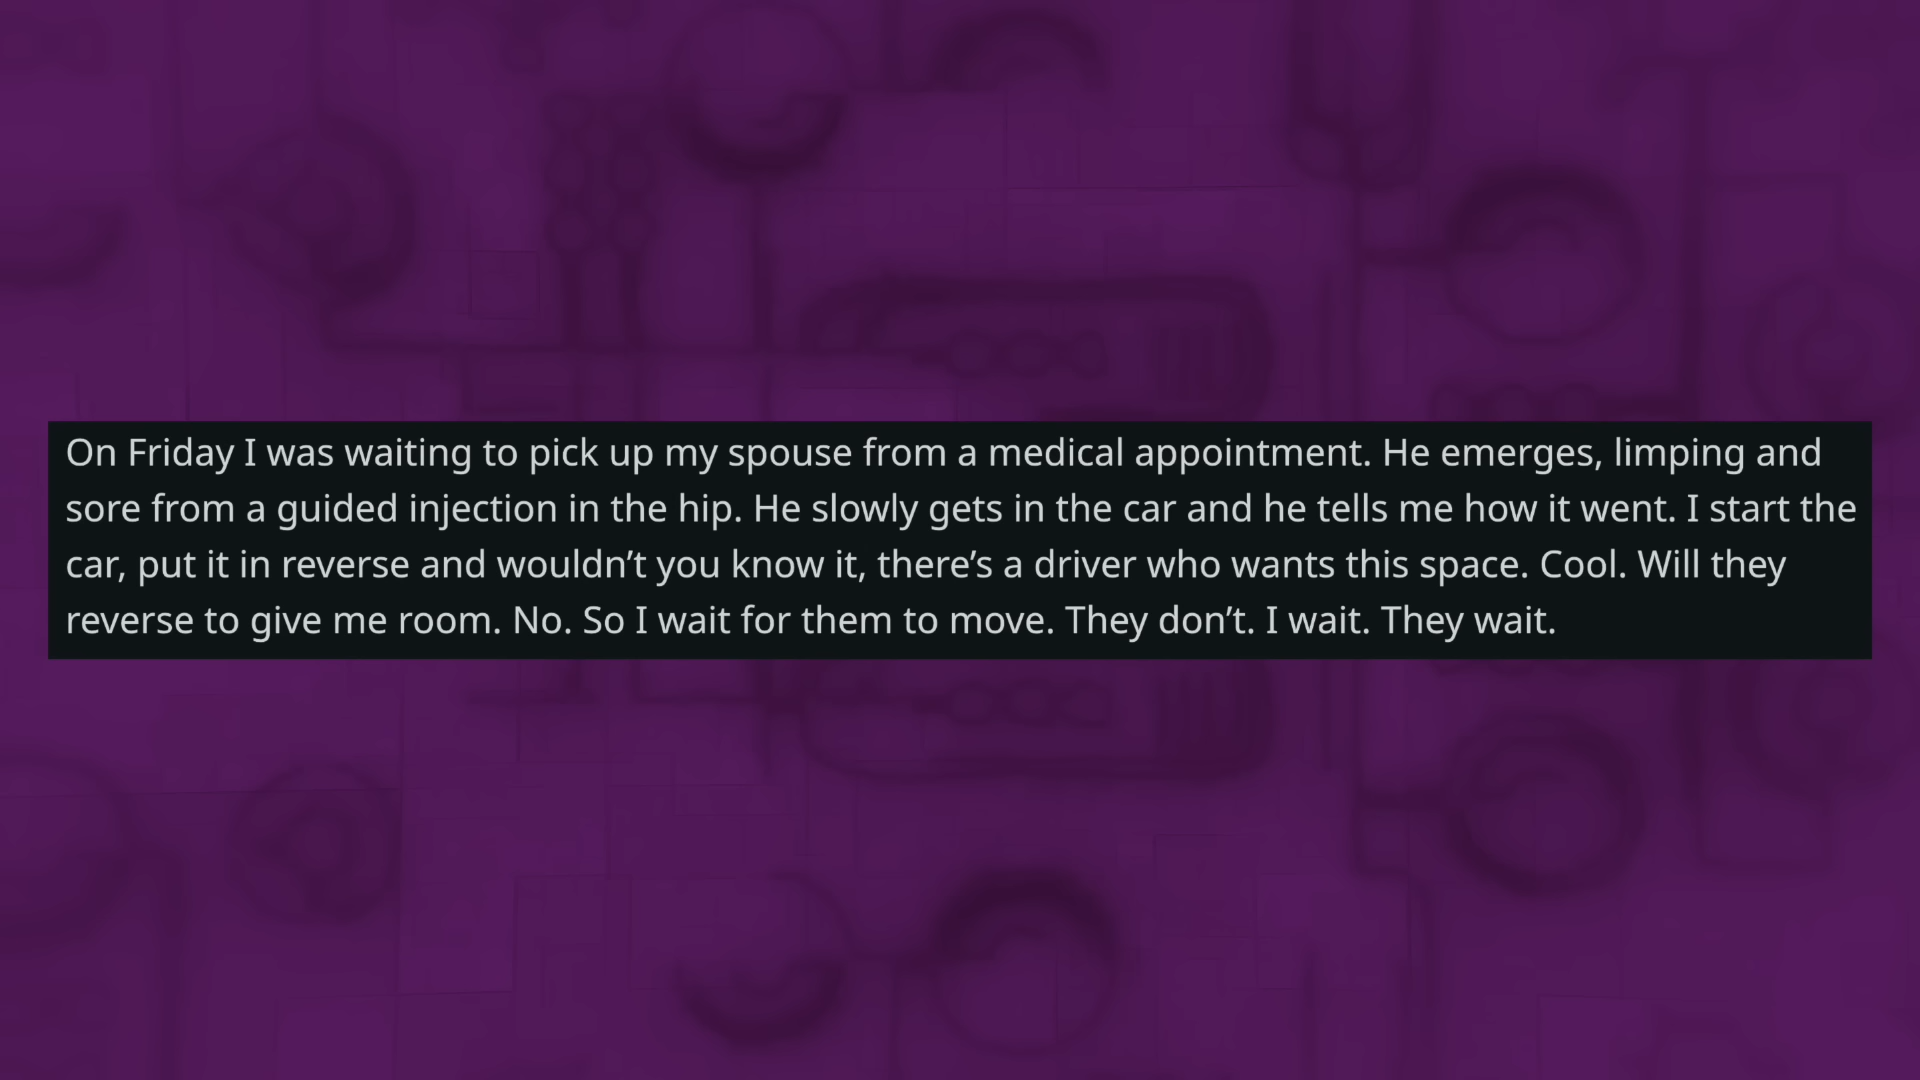 On Friday I was waiting to pick up my spouse from a medical appointment. He emerges, limping and
sore from a guided injection in the hip. He slowly gets in the car and he tells me how it went. I start the
car, put it in reverse and wouldn’t you know it, there’s a driver who wants this space. Cool. Will they
reverse to give me room. No. So I wait for them to move. They don’t. I wait. They wait.